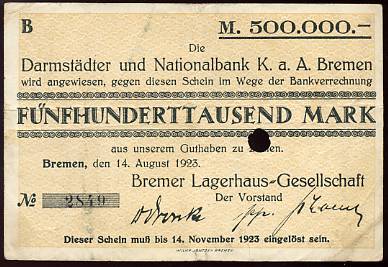 B M. 500.000.-
Die
Darmstädter und Nationalbank K. a. A. Bremen
wird angewiesen, gegen diesen Schein im Wege der Bankverrechnung
FÜNFHUNDERTTAUSEND MARK
aus unserem Guthaben zu
Bremen, den 14. August 1923.
Bremer Lagerhaus-Gesellschaft
Der Vorstand
No 2849
ppa.
Dieser Schein muß bis 14. November 1923 eingelöst sein.